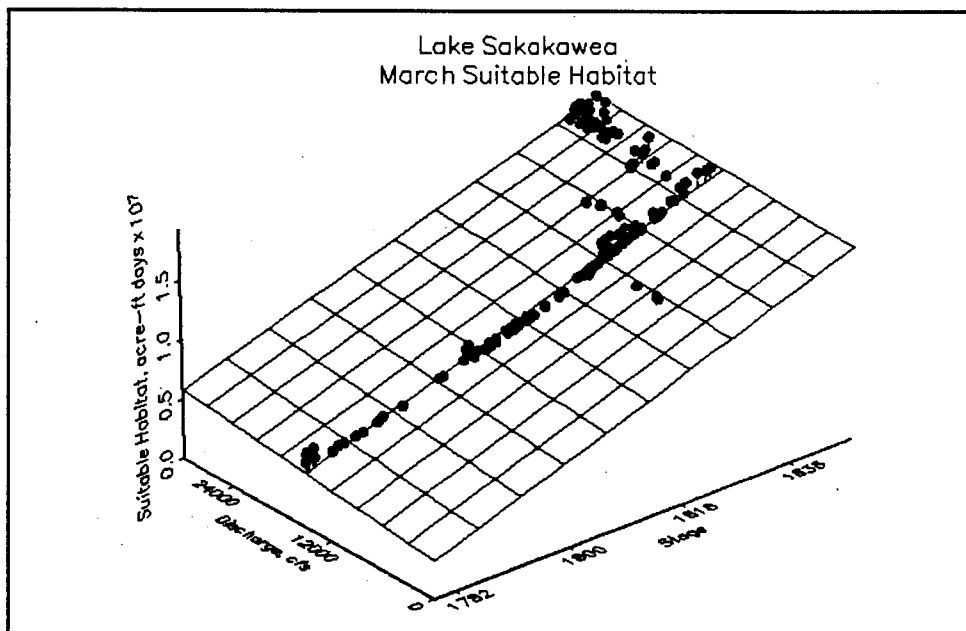 Lake Sakakawea
March Suitable Habitat
Suitable Habitat, acre-ft days x 10^7
1.5
1.0
0.5
0.0
24000
12000
0
Discharge, cfs
1782
1800
1818
1836
Stage